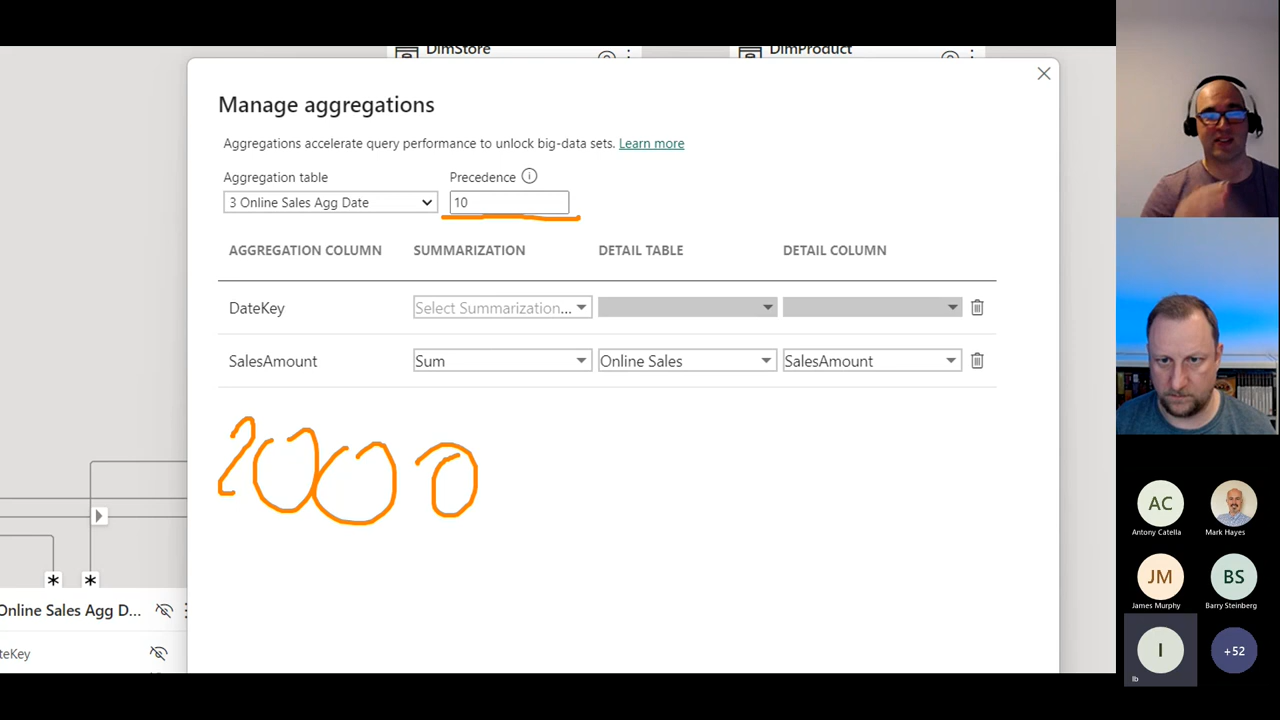 DimStore
DimProduct
Manage aggregations
Aggregations accelerate query performance to unlock big-data sets. Learn more
Aggregation table
Precedence
3 Online Sales Agg Date
10
AGGREGATION COLUMN SUMMARIZATION DETAIL TABLE DETAIL COLUMN
DateKey Select Summarization...
SalesAmount Sum Online Sales SalesAmount
2000
Online Sales Agg D...
teKey
AC
Antony Catella
Mark Hayes
JM
James Murphy
BS
Barry Steinberg
I
Ib
+52